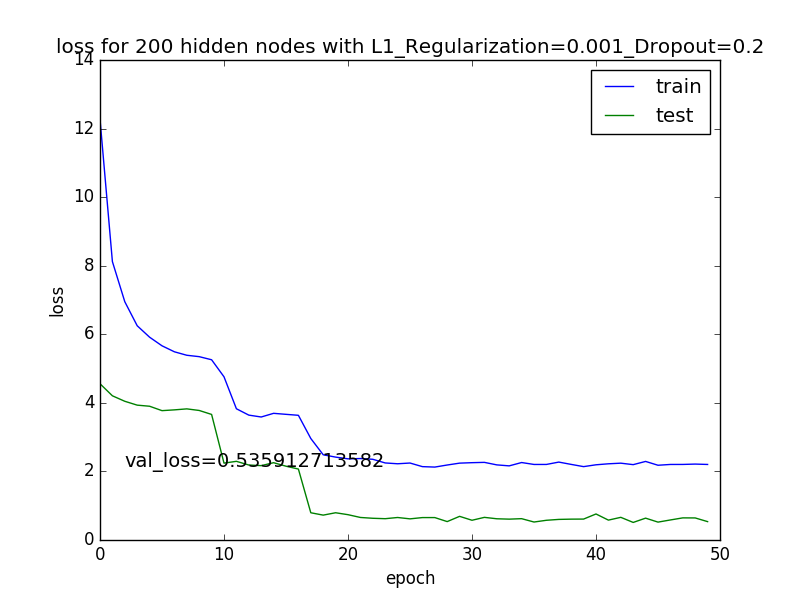 loss for 200 hidden nodes with L1_Regularization=0.001_Dropout=0.2
14
12
10
8
6
4
2
0
loss
train
test
val_loss=0.535912713582
0 10 20 30 40 50
epoch